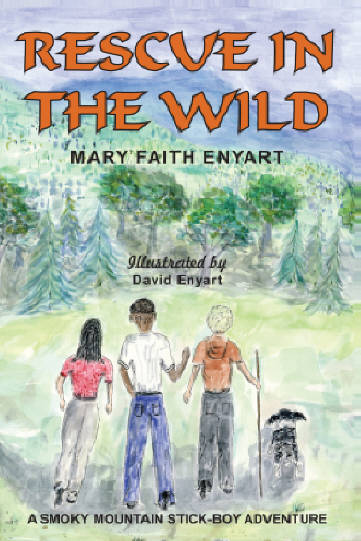 RESCUE IN
THE WILD
MARY FAITH ENYART
Illustrated by
David Enyart
A SMOKY MOUNTAIN STICK-BOY ADVENTURE